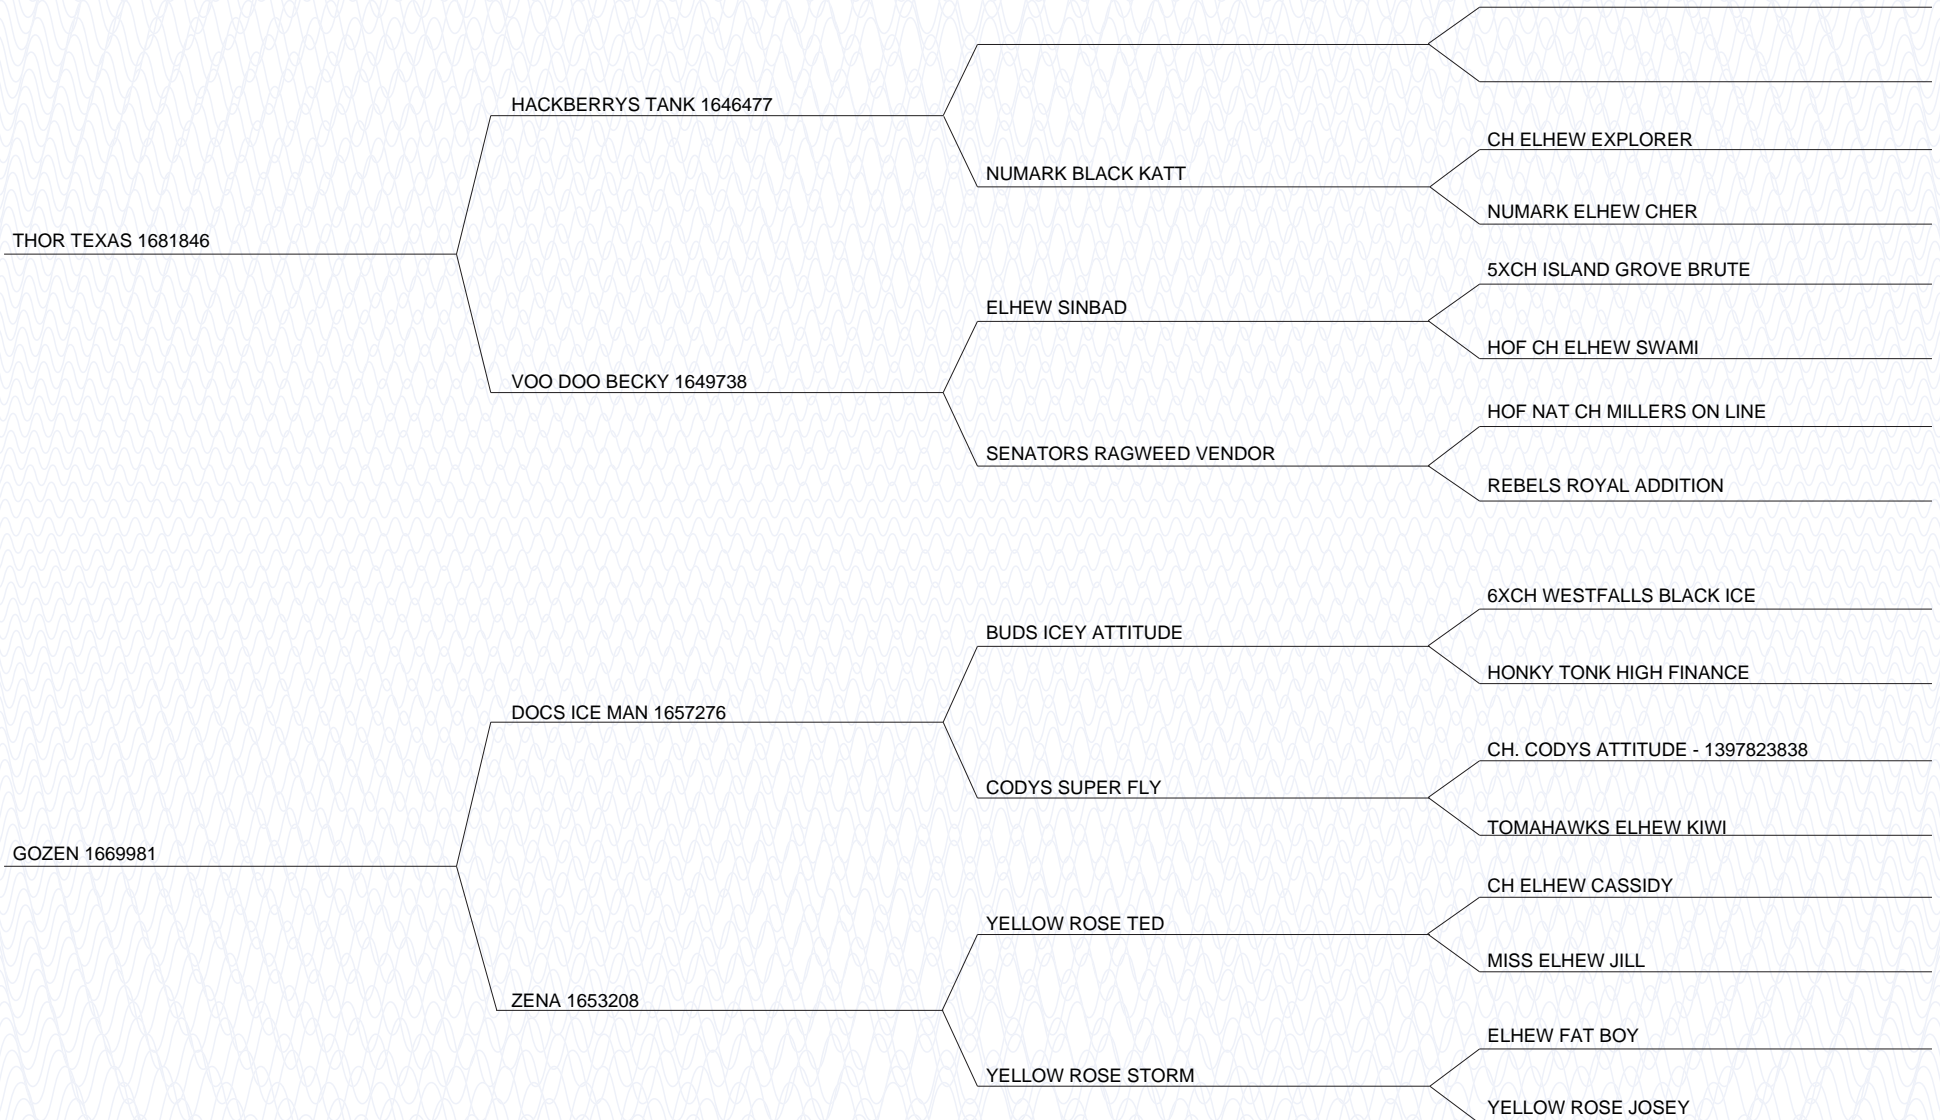 HACKBERRYS TANK 1646477
CH ELHEW EXPLORER
NUMARK BLACK KATT
NUMARK ELHEW CHER
THOR TEXAS 1681846
5XCH ISLAND GROVE BRUTE
ELHEW SINBAD
HOF CH ELHEW SWAMI
VOO DOO BECKY 1649738
HOF NAT CH MILLERS ON LINE
SENATORS RAGWEED VENDOR
REBELS ROYAL ADDITION
6XCH WESTFALLS BLACK ICE
BUDS ICEY ATTITUDE
HONKY TONK HIGH FINANCE
DOCS ICE MAN 1657276
CH. CODYS ATTITUDE - 1397823838
CODYS SUPER FLY
TOMAHAWKS ELHEW KIWI
GOZEN 1669981
CH ELHEW CASSIDY
YELLOW ROSE TED
MISS ELHEW JILL
ZENA 1653208
ELHEW FAT BOY
YELLOW ROSE STORM
YELLOW ROSE JOSEY